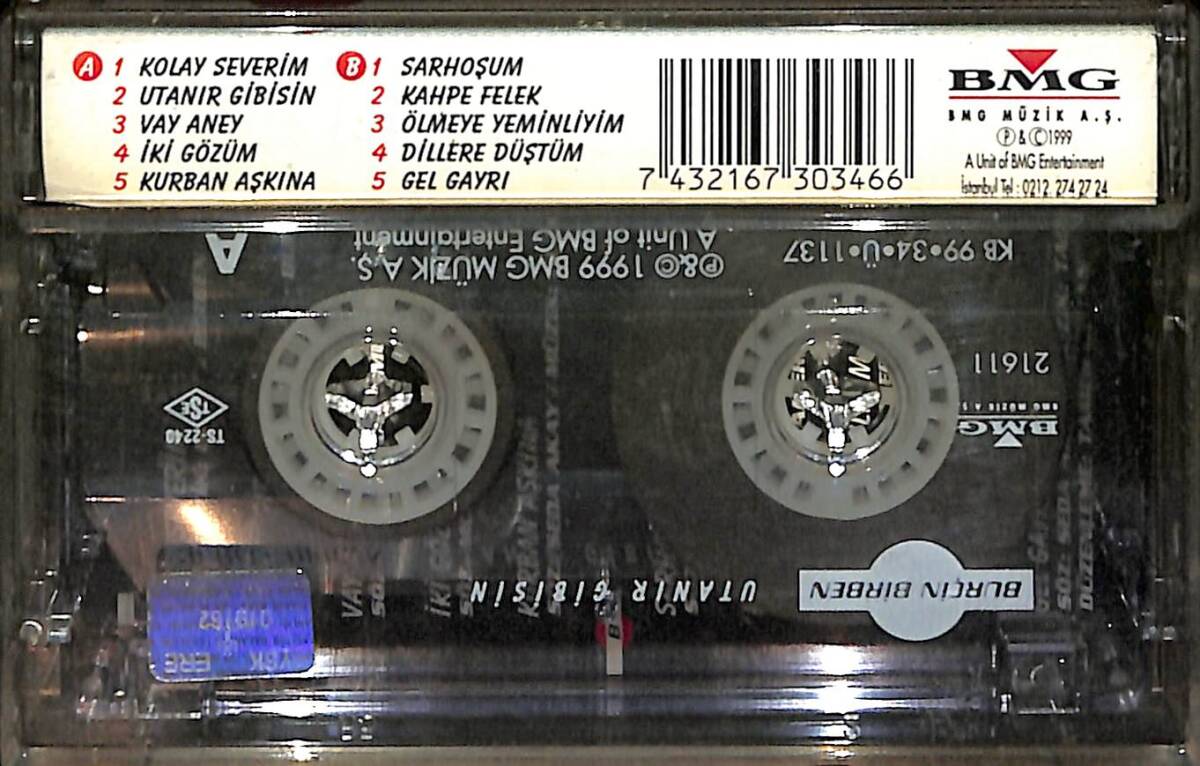 A
1 KOLAY SEVERİM
2 UTANIR GİBİSİN
3 VAY ANEY
4 İKİ GÖZÜM
5 KURBAN AŞKINA
B
1 SARHOŞUM
2 KAHPE FELEK
3 ÖLMEYE YEMİNLİYİM
4 DİLLERE DÜŞTÜM
5 GEL GAYRI
7 432167 303466
BMG
BMG MÜZİK A.Ş.
℗ & © 1999
A Unit of BMG Entertainment
İstanbul Tel : 0212. 274 27 24
A
℗&© 1999 BMG MÜZİK A.Ş.
A Unit of BMG Entertainment
KB 99•34•Ü•1137
21611
BMG
BMG MÜZİK A.Ş
TSE
TS-2240
BURÇİN BİRBEN
UTANIR GİBİSİN